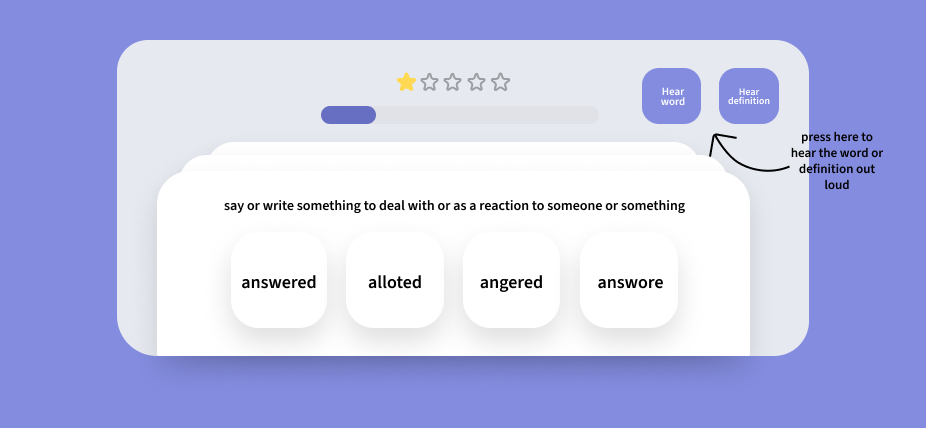 Hear
word
Hear
definition
press here to
hear the word or
definition out
loud
say or write something to deal with or as a reaction to someone or something
answered
alloted
angered
answore